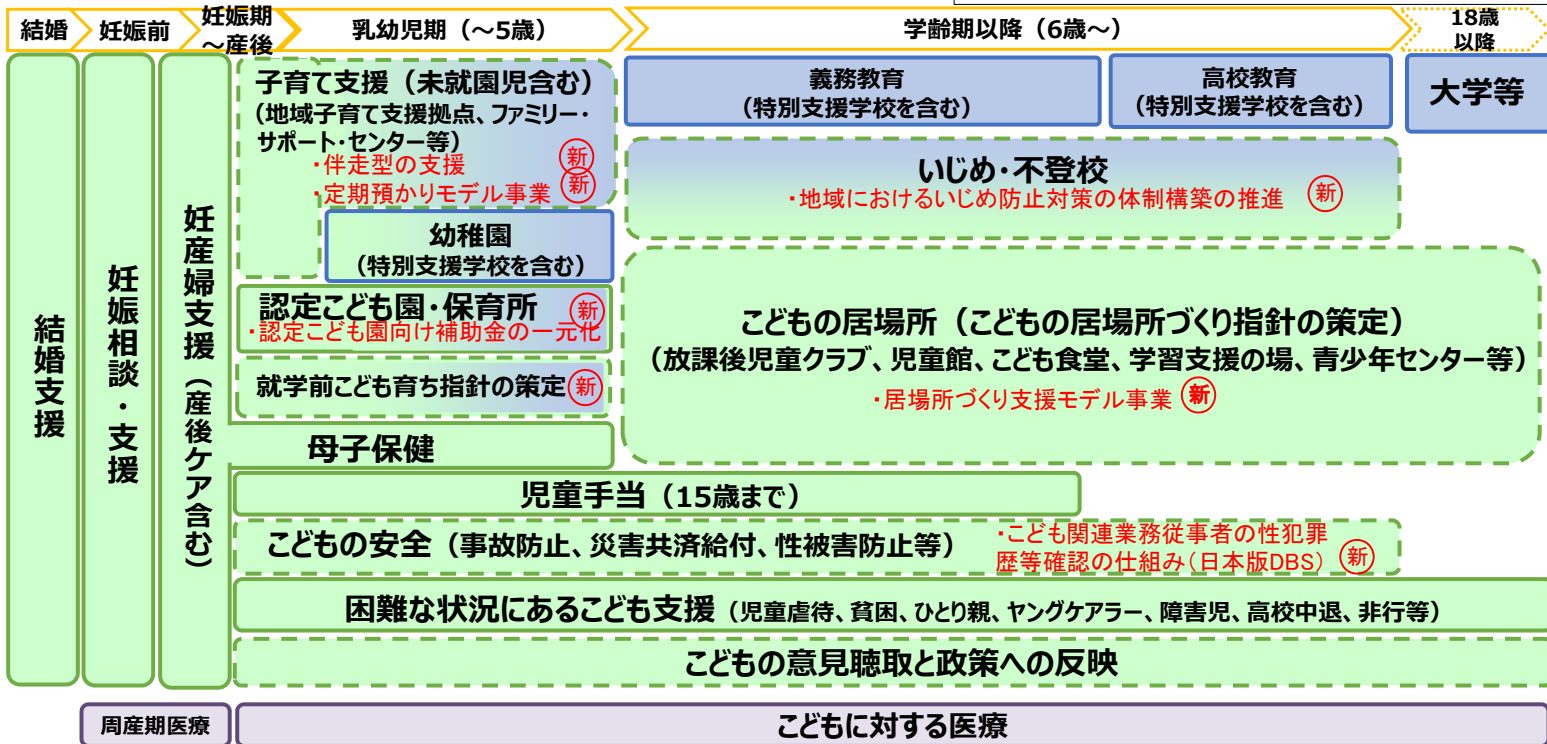 結婚
妊娠前
妊娠期
～産後
乳幼児期（～5歳）
学齢期以降（6歳～）
18歳
以降
結婚支援
妊娠相談・支援
妊産婦支援（産後ケア含む）
子育て支援（未就園児含む）
（地域子育て支援拠点、ファミリー・
サポート・センター等）
・伴走型の支援 新
・定期預かりモデル事業 新
幼稚園
（特別支援学校を含む）
認定こども園・保育所 新
・認定こども園向け補助金の一元化
就学前こども育ち指針の策定 新
母子保健
義務教育
（特別支援学校を含む）
高校教育
（特別支援学校を含む）
大学等
いじめ・不登校
・地域におけるいじめ防止対策の体制構築の推進 新
こどもの居場所（こどもの居場所づくり指針の策定）
（放課後児童クラブ、児童館、こども食堂、学習支援の場、青少年センター等）
・居場所づくり支援モデル事業 新
児童手当（15歳まで）
こどもの安全（事故防止、災害共済給付、性被害防止等）
・こども関連業務従事者の性犯罪
歴等確認の仕組み（日本版DBS） 新
困難な状況にあるこども支援（児童虐待、貧困、ひとり親、ヤングケアラー、障害児、高校中退、非行等）
こどもの意見聴取と政策への反映
周産期医療
こどもに対する医療